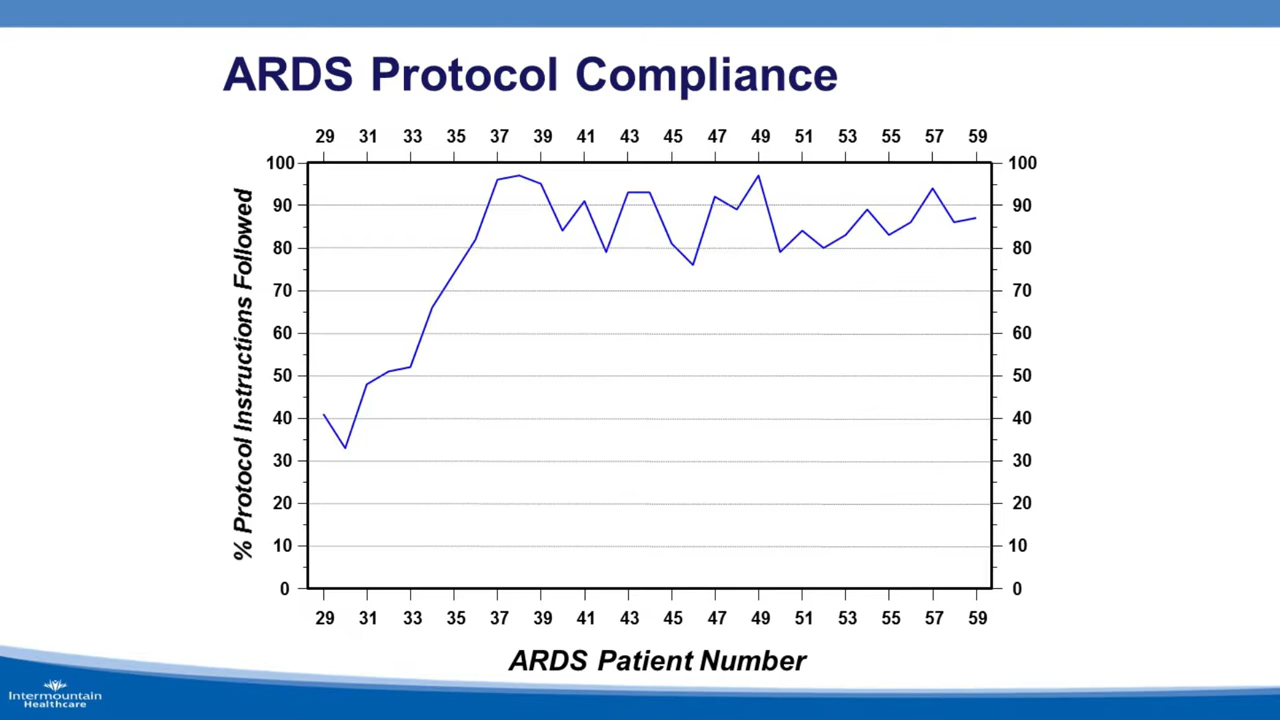 ARDS Protocol Compliance
29 31 33 35 37 39 41 43 45 47 49 51 53 55 57 59
100 100
90 90
80 80
70 70
60 60
50 50
40 40
30 30
20 20
10 10
0 0
% Protocol Instructions Followed
29 31 33 35 37 39 41 43 45 47 49 51 53 55 57 59
ARDS Patient Number
Intermountain
Healthcare